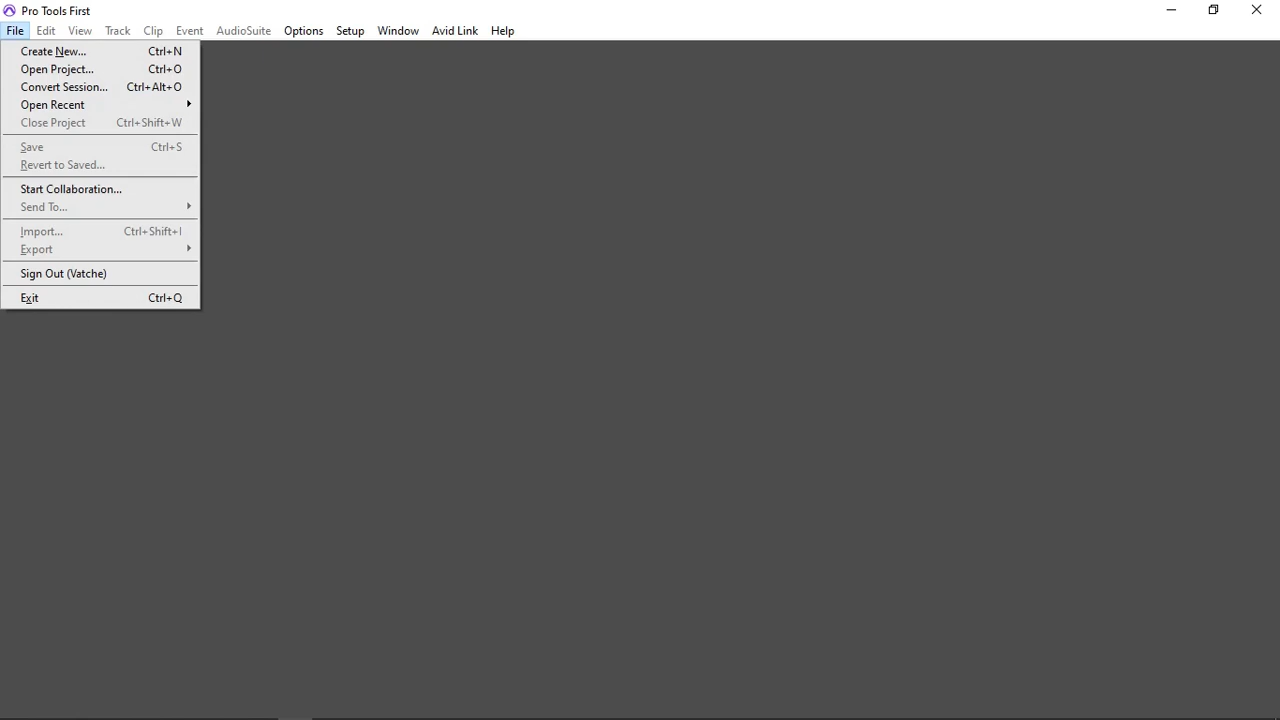 Pro Tools First
File Edit View Track Clip Event AudioSuite Options Setup Window Avid Link Help
Create New... Ctrl+N
Open Project... Ctrl+O
Convert Session... Ctrl+Alt+O
Open Recent
Close Project Ctrl+Shift+W
Save Ctrl+S
Revert to Saved...
Start Collaboration...
Send To...
Import... Ctrl+Shift+I
Export
Sign Out (Vatche)
Exit Ctrl+Q